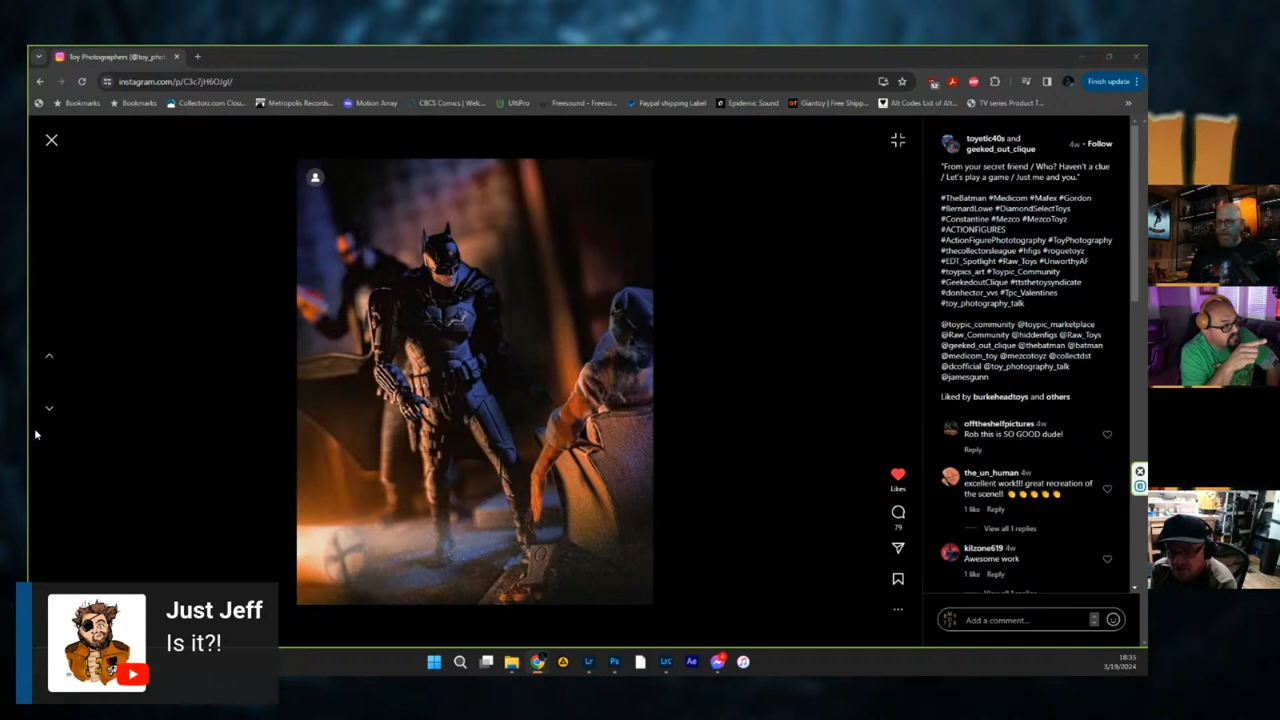 Toy Photographers (@toy_phot
instagram.com/p/C3c7jH6OJgI/
Finish update
Bookmarks
Bookmarks
Collectorz.com Clou...
Metropolis Records...
Motion Array
CBCS Comics | Welc...
UltiPro
Freesound - Freeso...
Paypal shipping Label
Epidemic Sound
Giantoy | Free Shipp...
Alt Codes List of Alt...
TV series Product T...
toyetic40s and
geeked_out_clique
4w • Follow
"From your secret friend / Who? Haven't a clue
/ Let's play a game / Just me and you."
#TheBatman #Medicom #Mafex #Gordon
#BernardLowe #DiamondSelectToys
#Constantine #Mezco #MezcoToyz
#ACTIONFIGURES
#ActionFigurePhototography #ToyPhotography
#thecollectorsleague #hfigs #roguetoyz
#EDT_Spotlight #Raw_Toys #UnworthyAF
#toypics_art #Toypic_Community
#GeekedoutClique #ttsthetoysyndicate
#donhector_vvs #Tpc_Valentines
#toy_photography_talk
@toypic_community @toypic_marketplace
@Raw_Community @hiddenfigs @Raw_Toys
@geeked_out_clique @thebatman @batman
@medicom_toy @mezcotoyz @collectdst
@dcofficial @toy_photography_talk
@jamesgunn
Liked by burkeheadtoys and others
offtheshelfpictures 4w
Rob this is SO GOOD dude!
Reply
the_un_human 4w
excellent work!!! great recreation of
the scene!! 👏👏👏👏👏
1 like Reply
View all 1 replies
kilzone619 4w
Awesome work
1 like Reply
Likes
79
Add a comment...
Just Jeff
Is it?!
Lr
Ps
Lrc
Ae
18:35
3/19/2024